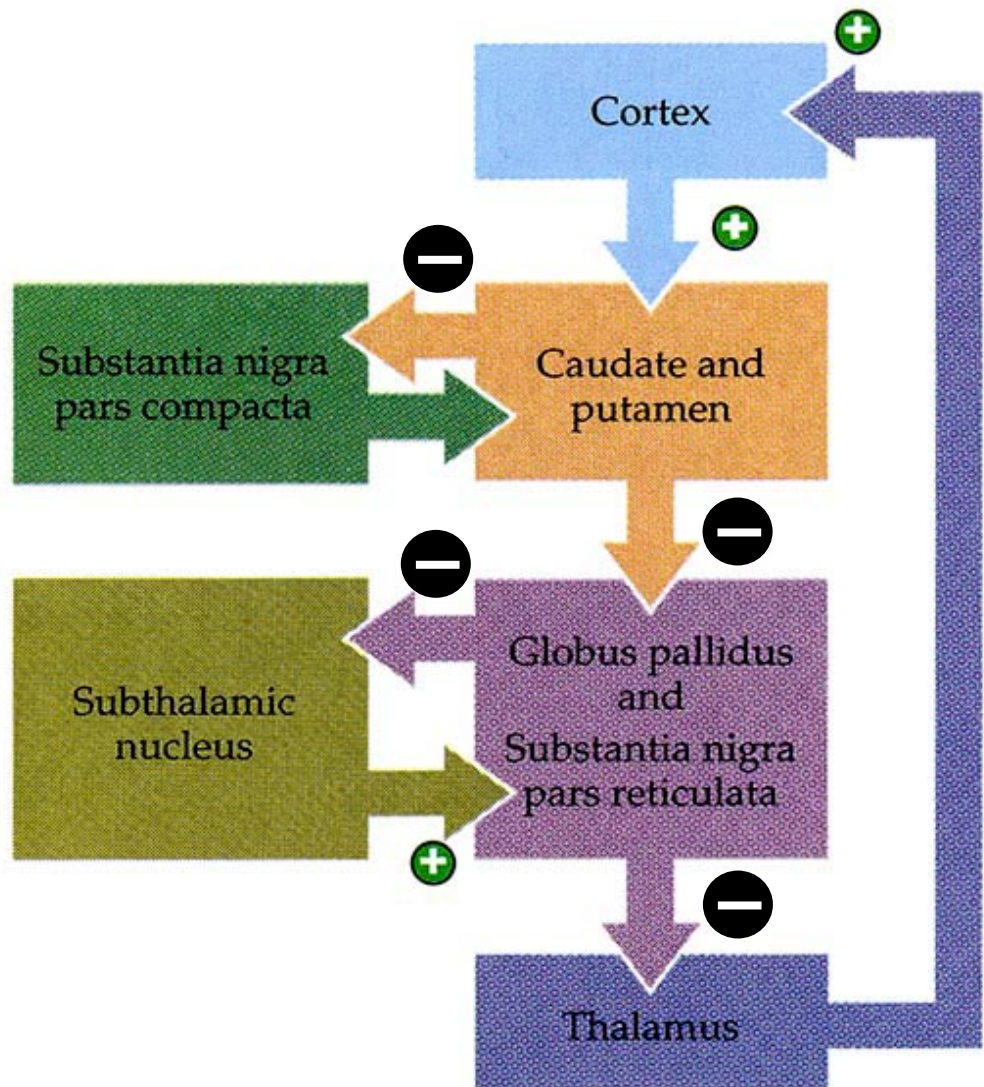 Cortex
Substantia nigra
pars compacta
Caudate and
putamen
Subthalamic
nucleus
Globus pallidus
and
Substantia nigra
pars reticulata
Thalamus